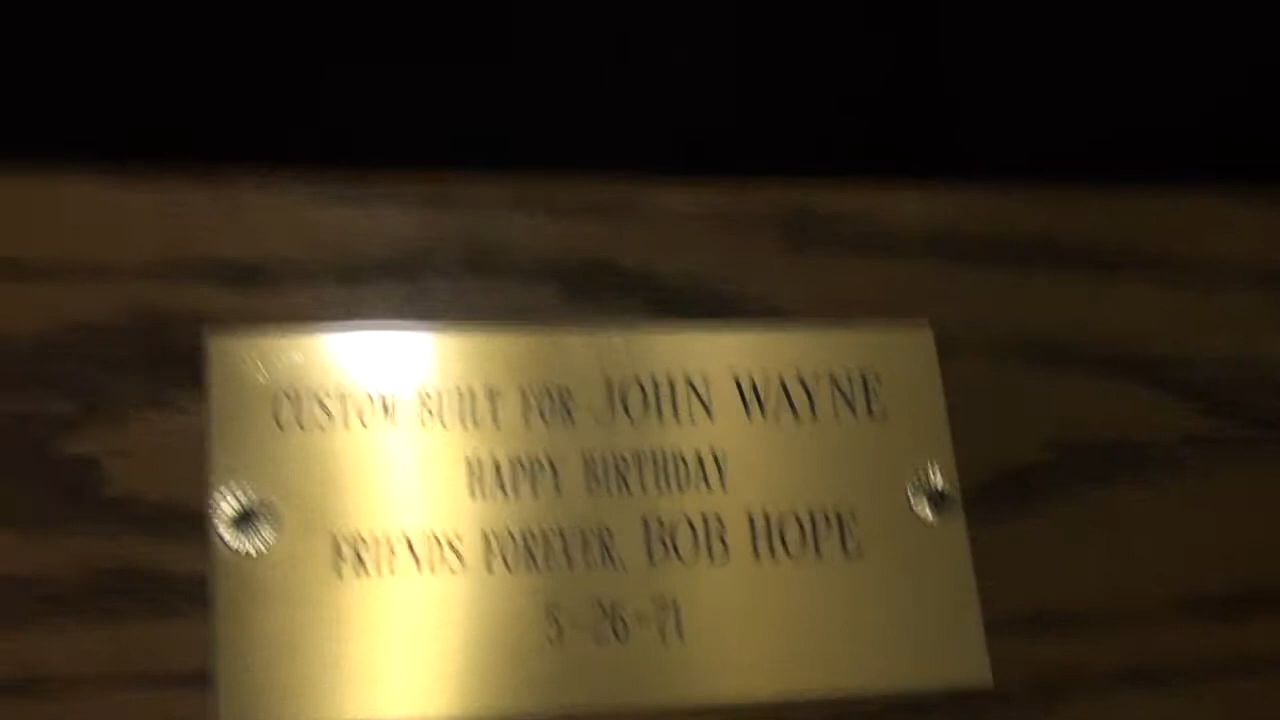 CUSTOM BUILT FOR JOHN WAYNE
HAPPY BIRTHDAY
FRIENDS FOREVER, BOB HOPE
5-26-71